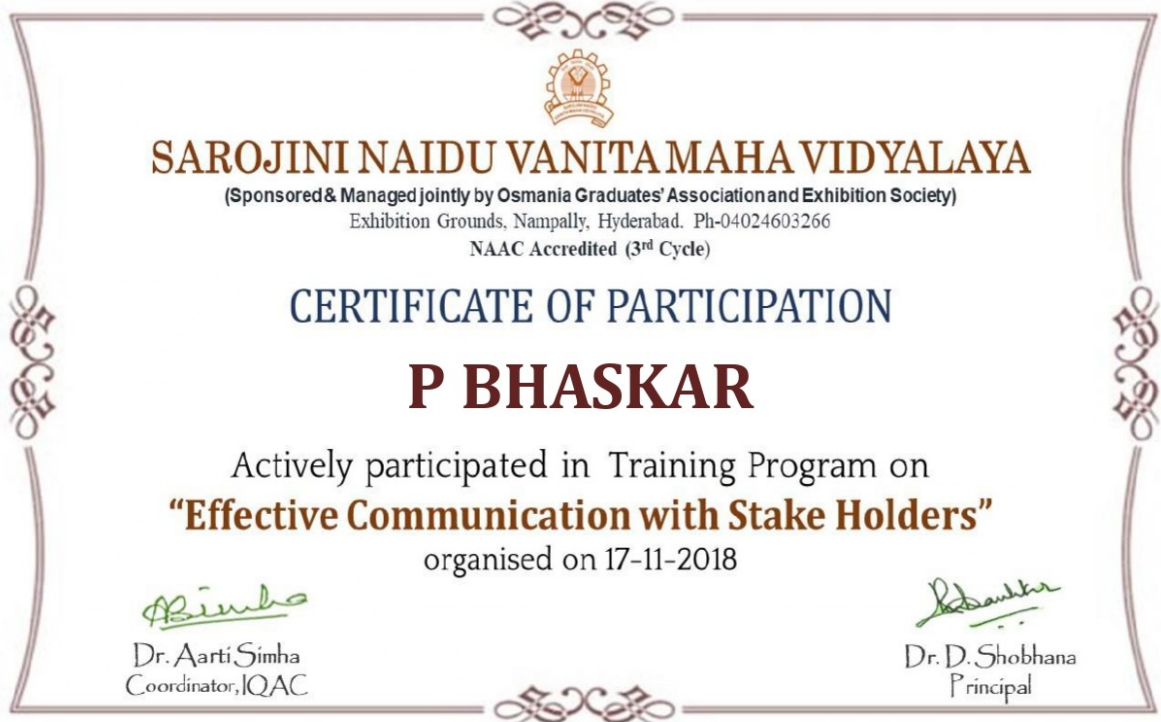 SAROJINI NAIDU VANITA MAHA VIDYALAYA
(Sponsored & Managed jointly by Osmania Graduates' Association and Exhibition Society)
Exhibition Grounds, Nampally, Hyderabad. Ph-04024603266
NAAC Accredited (3rd Cycle)
CERTIFICATE OF PARTICIPATION
P BHASKAR
Actively participated in Training Program on
“Effective Communication with Stake Holders”
organised on 17-11-2018
Dr. Aarti Simha
Coordinator, IQAC
Dr. D. Shobhana
Principal